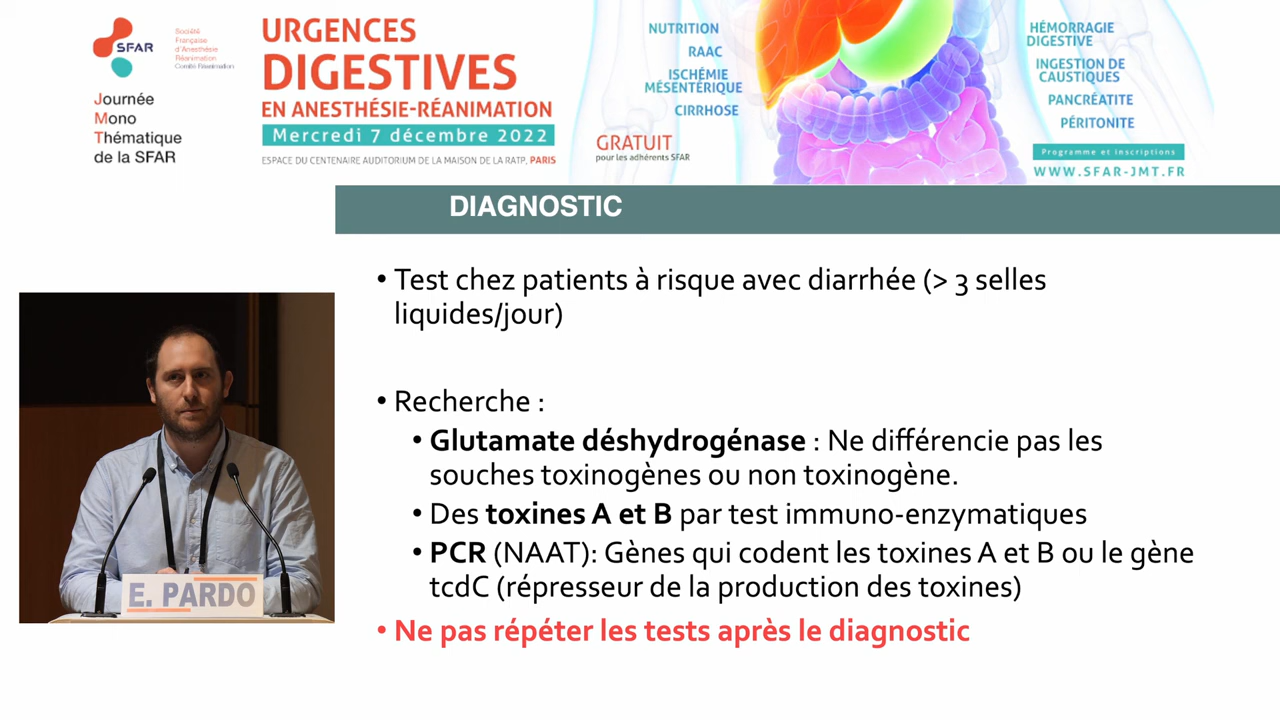 SFAR
Société
Française
d'Anesthésie
Réanimation
Comité Réanimation
Journée
Mono
Thématique
de la SFAR
URGENCES
DIGESTIVES
EN ANESTHÉSIE-RÉANIMATION
Mercredi 7 décembre 2022
ESPACE DU CENTENAIRE AUDITORIUM DE LA MAISON DE LA RATP, PARIS
NUTRITION
RAAC
ISCHÉMIE
MÉSENTÉRIQUE
CIRRHOSE
GRATUIT
pour les adhérents SFAR
HÉMORRAGIE
DIGESTIVE
INGESTION DE
CAUSTIQUES
PANCRÉATITE
PÉRITONITE
Programme et inscriptions
WWW.SFAR-JMT.FR
DIAGNOSTIC
• Test chez patients à risque avec diarrhée (> 3 selles
liquides/jour)
• Recherche :
• Glutamate déshydrogénase : Ne différencie pas les
souches toxinogènes ou non toxinogène.
• Des toxines A et B par test immuno-enzymatiques
• PCR (NAAT): Gènes qui codent les toxines A et B ou le gène
tcdC (répresseur de la production des toxines)
• Ne pas répéter les tests après le diagnostic
E. PARDO